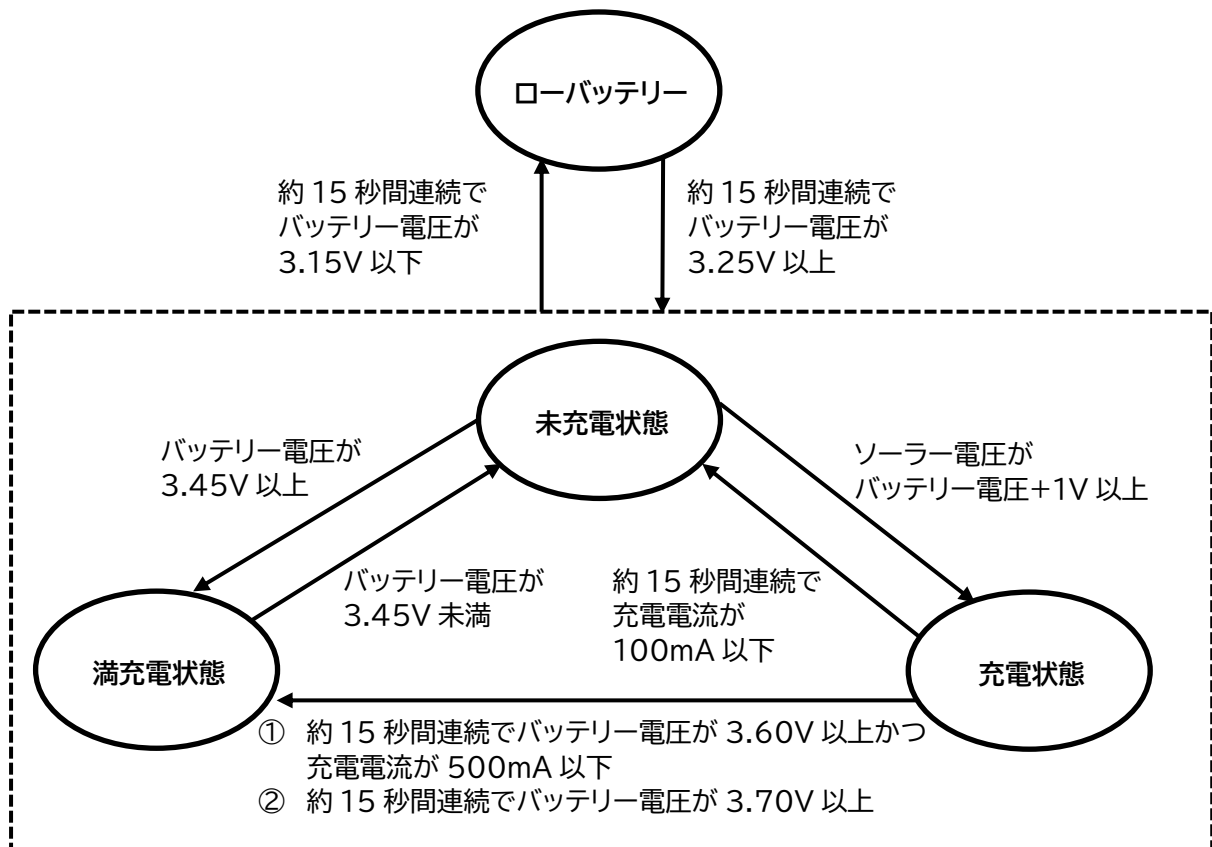 ローバッテリー
約 15 秒間連続で
バッテリー電圧が
3.15V 以下
約 15 秒間連続で
バッテリー電圧が
3.25V 以上
未充電状態
バッテリー電圧が
3.45V 以上
ソーラー電圧が
バッテリー電圧+1V 以上
バッテリー電圧が
3.45V 未満
約 15 秒間連続で
充電電流が
100mA 以下
満充電状態
充電状態
① 約 15 秒間連続でバッテリー電圧が 3.60V 以上かつ
充電電流が 500mA 以下
② 約 15 秒間連続でバッテリー電圧が 3.70V 以上